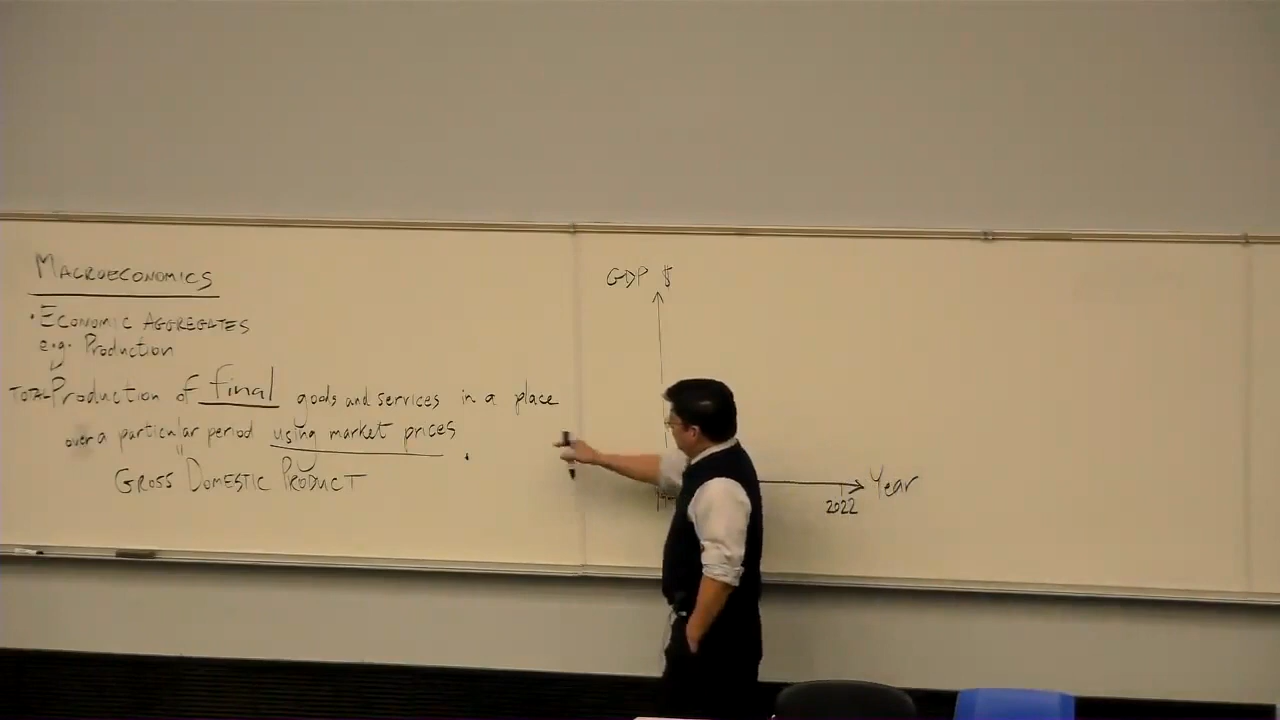 MACROECONOMICS
• ECONOMIC AGGREGATES
e.g. Production
TOTAL Production of final goods and services in a place
over a particular period using market prices.
GROSS DOMESTIC PRODUCT
GDP $
Year
2022